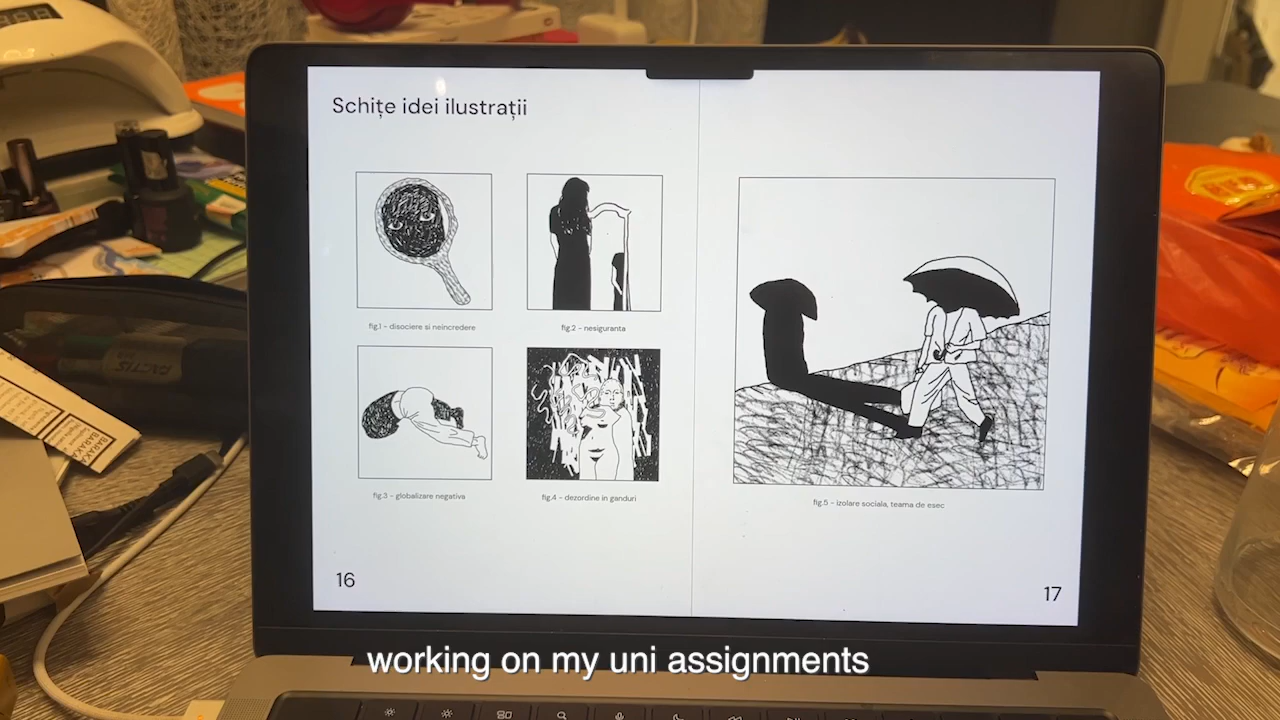 Schițe idei ilustrații
fig.1 - disociere si neincredere
fig.2 - nesiguranta
fig.3 - globalizare negativa
fig.4 - dezordine in ganduri
fig.5 - izolare sociala, teama de esec
16
17
working on my uni assignments